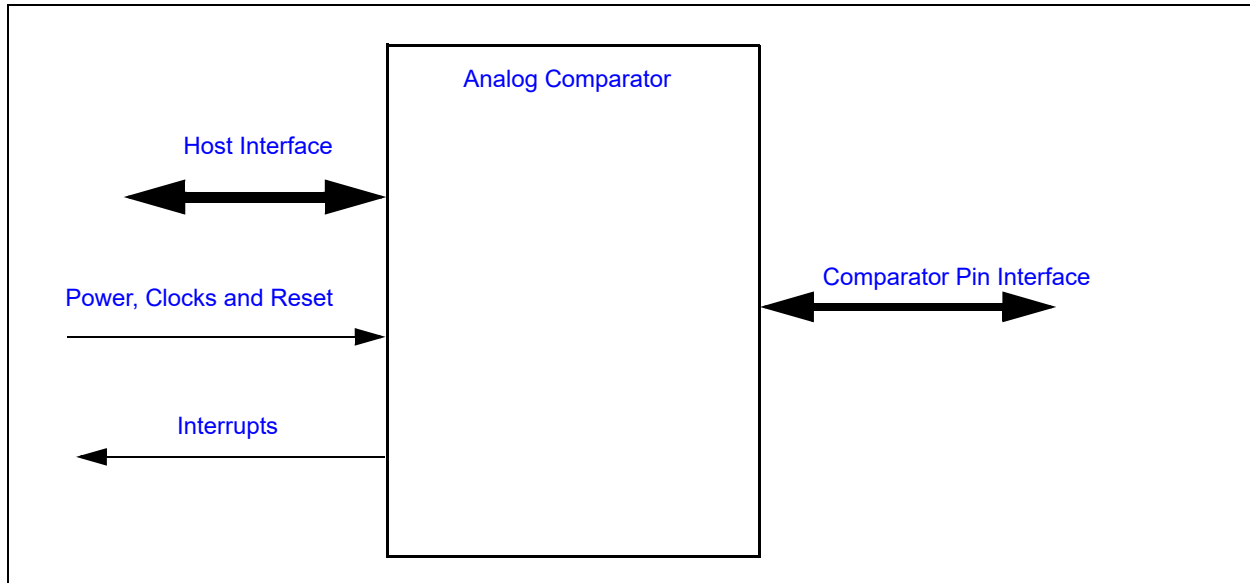 Analog Comparator
Host Interface
Comparator Pin Interface
Power, Clocks and Reset
Interrupts